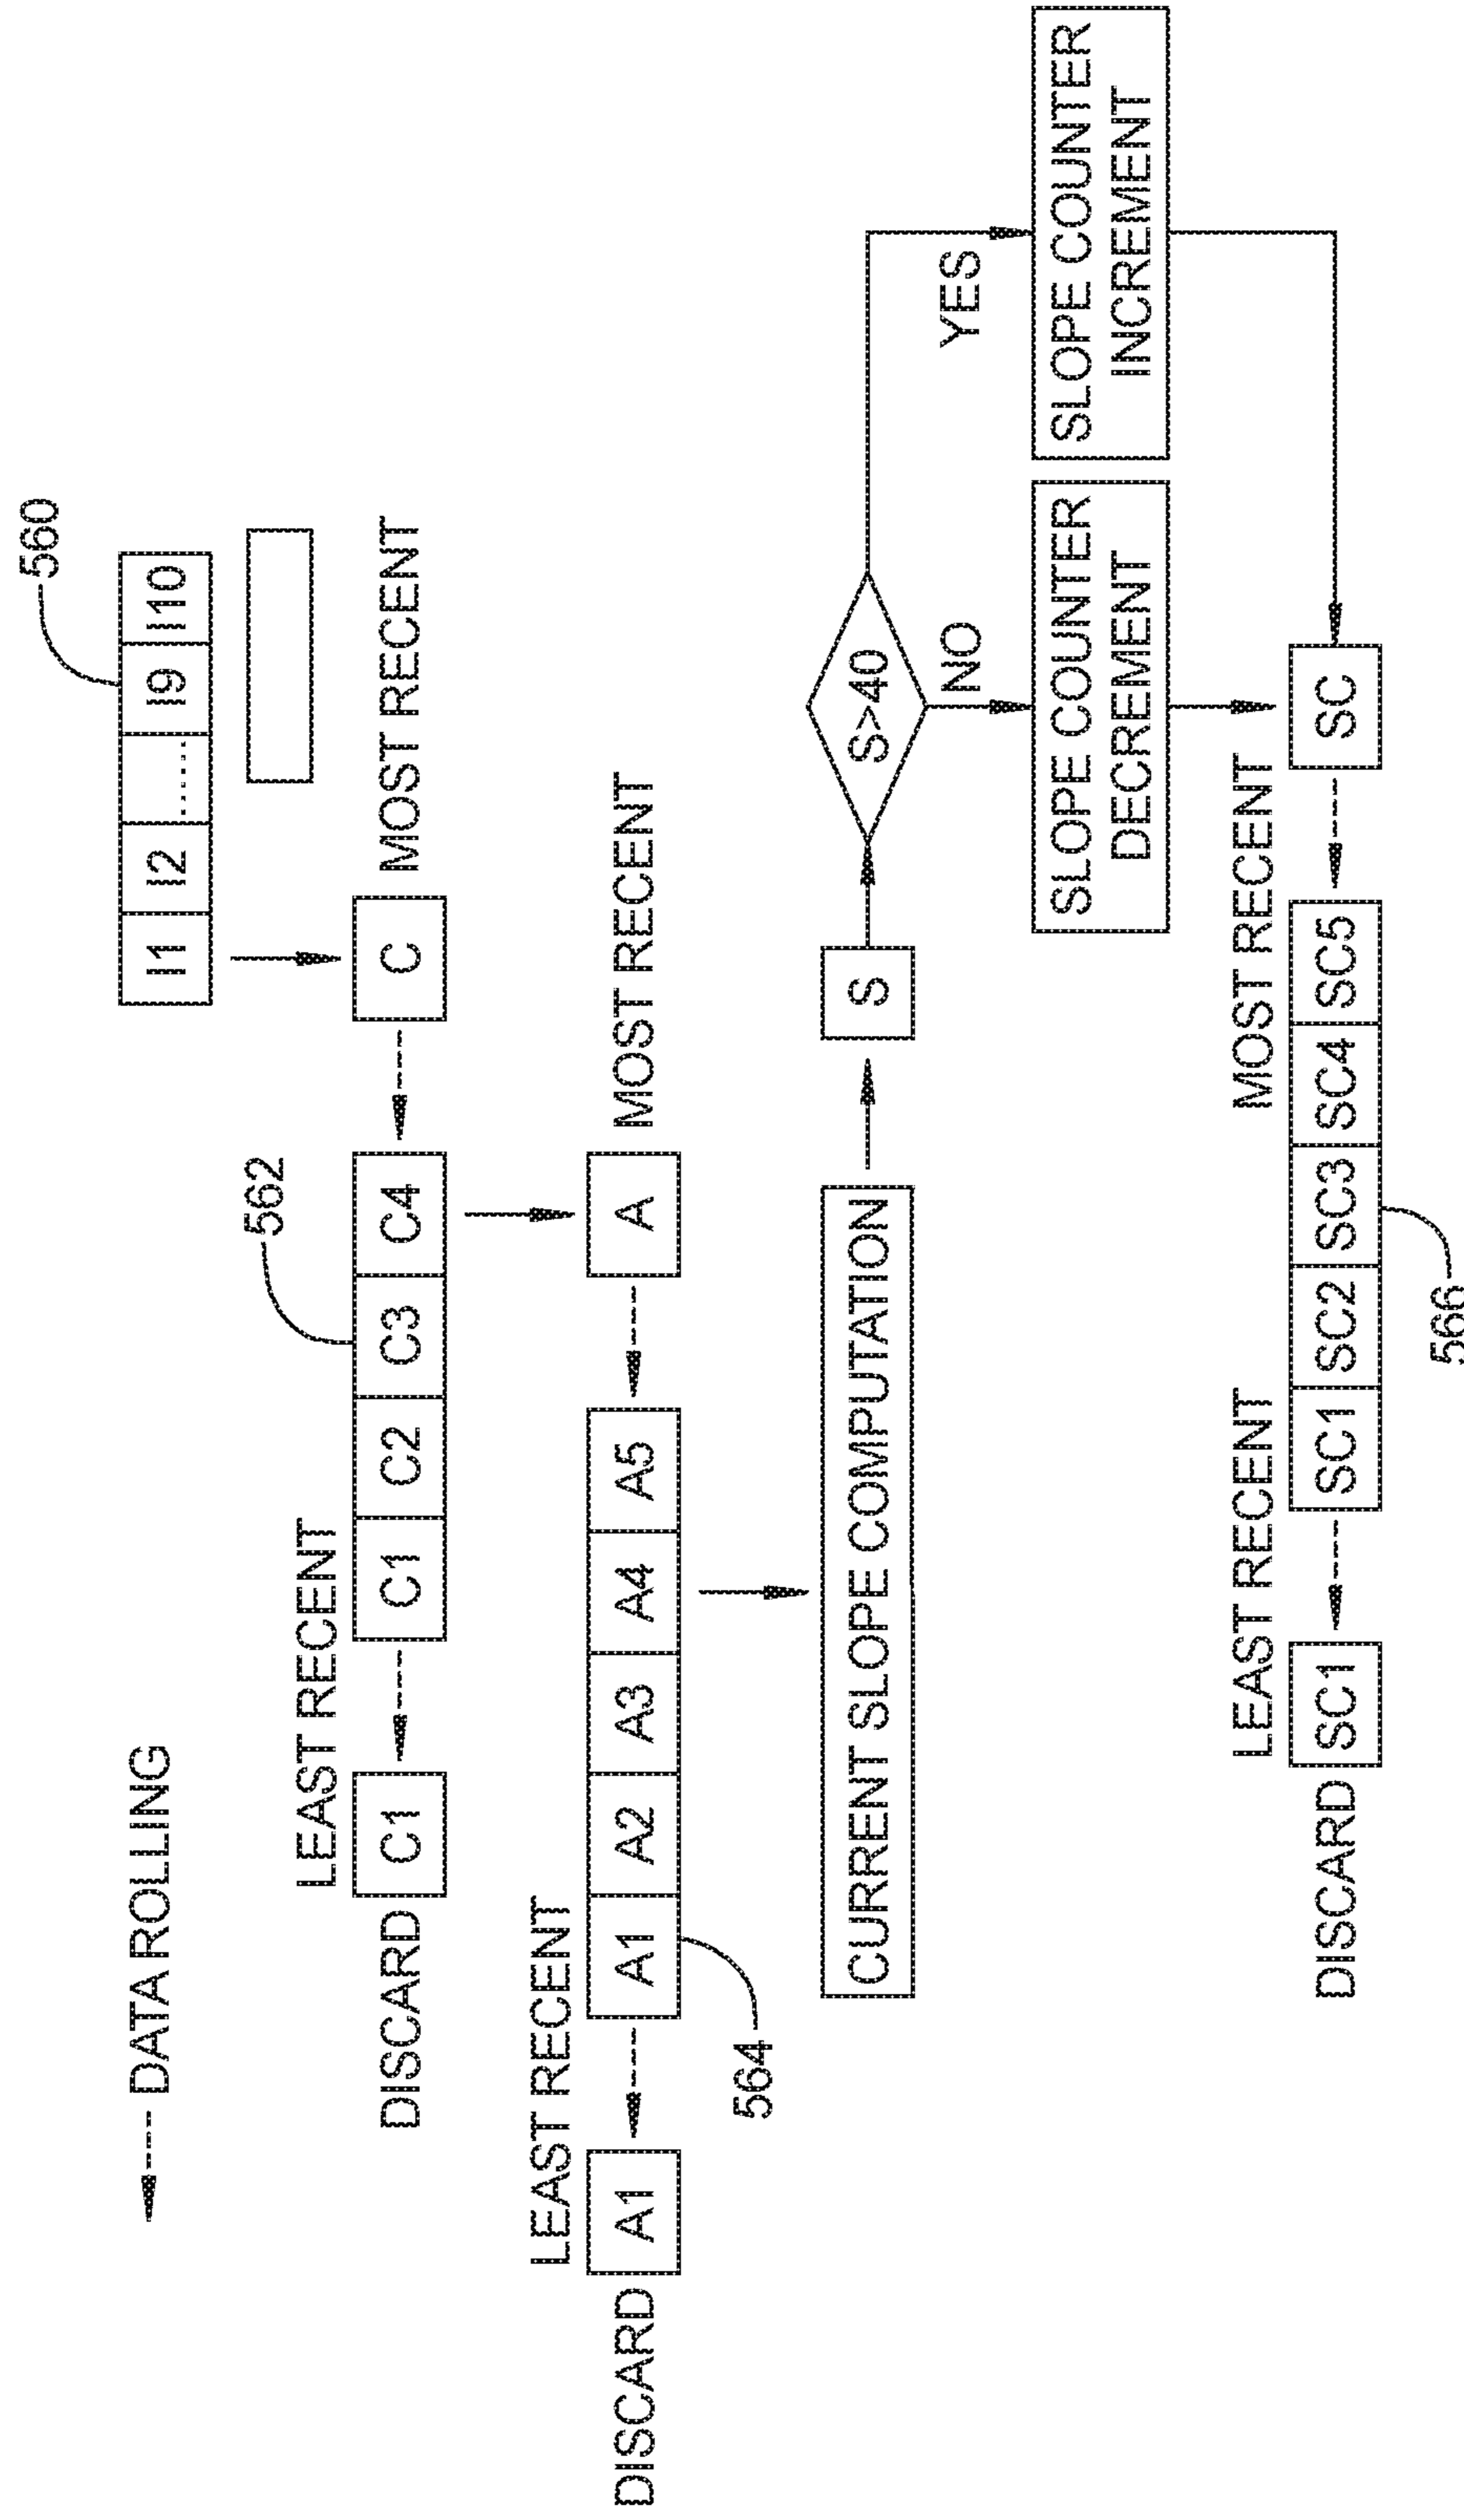 DATA ROLLING
560
I1 I2 ..... I9 I10
562
LEAST RECENT
DISCARD C1 C1 C2 C3 C4 C MOST RECENT
LEAST RECENT
DISCARD A1 A1 A2 A3 A4 A5 A MOST RECENT
564
CURRENT SLOPE COMPUTATION S S>40
YES
NO
SLOPE COUNTER
DECREMENT
SLOPE COUNTER
INCREMENT
LEAST RECENT MOST RECENT
DISCARD SC1 SC1 SC2 SC3 SC4 SC5 SC
566